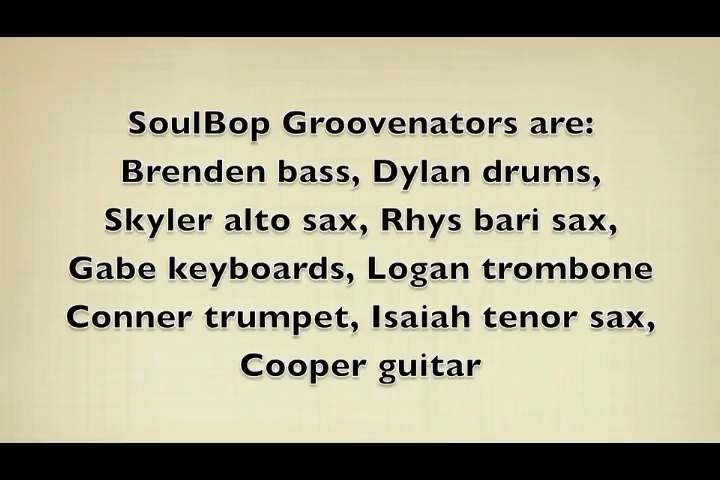 SoulBop Groovenators are:
Brenden bass, Dylan drums,
Skyler alto sax, Rhys bari sax,
Gabe keyboards, Logan trombone
Conner trumpet, Isaiah tenor sax,
Cooper guitar